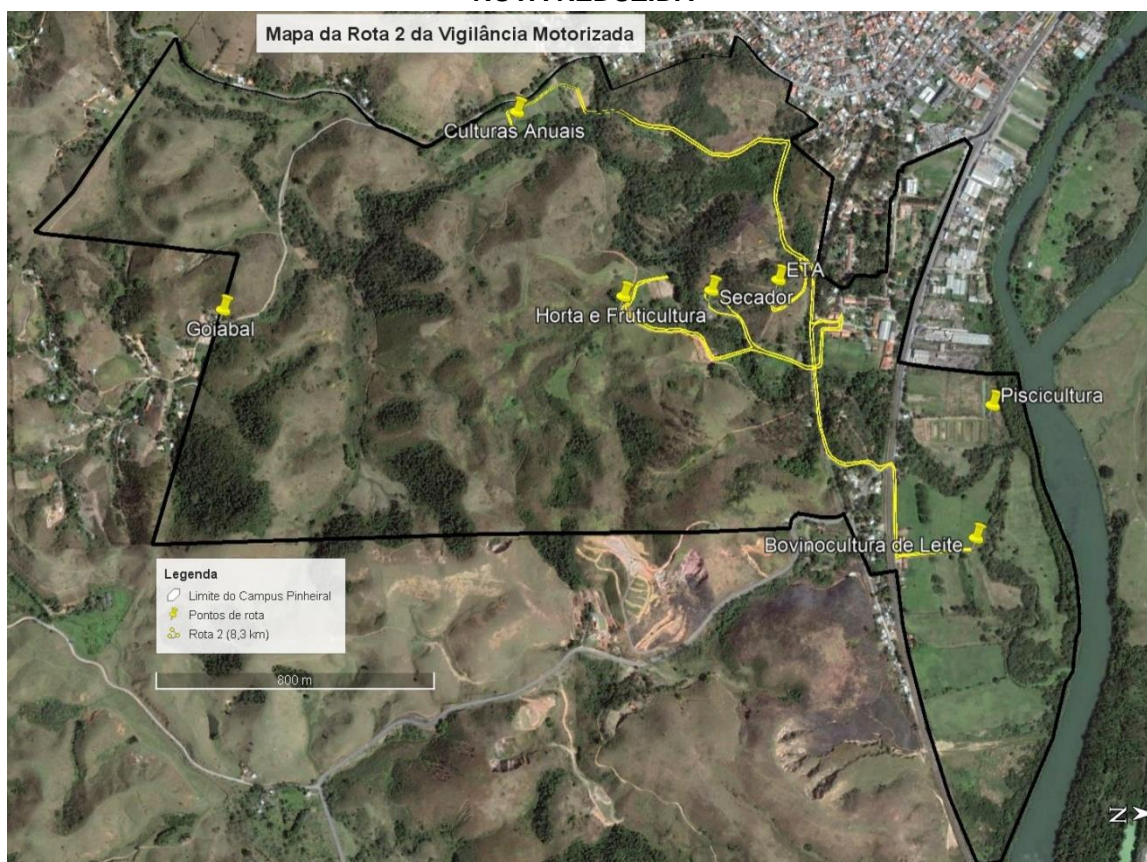 Mapa da Rota 2 da Vigilância Motorizada
Culturas Anuais
ETA
Secador
Goiabal
Horta e Fruticultura
Piscicultura
Bovinocultura de Leite
Legenda
Limite do Campus Pinheiral
Pontos de rota
Rota 2 (8,3 km)
800 m
N